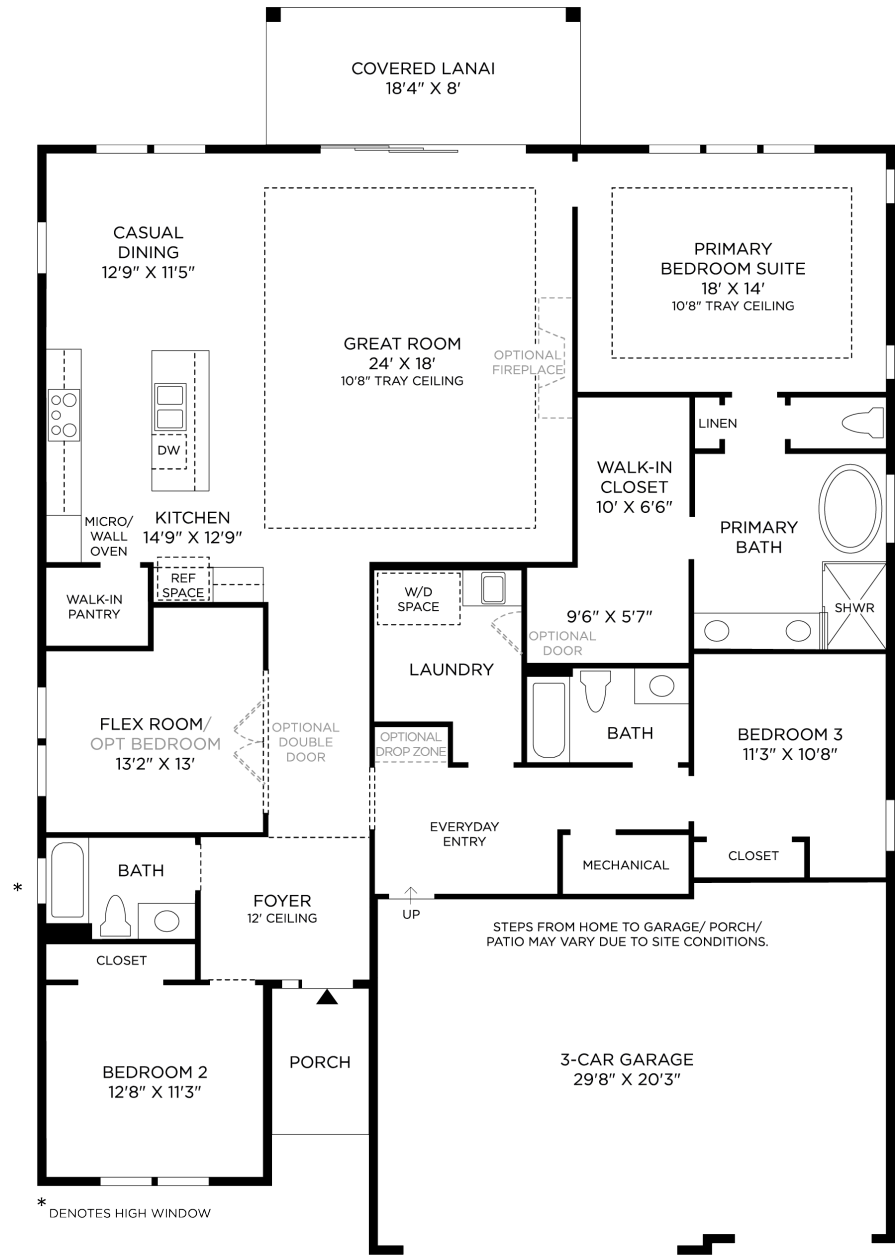 COVERED LANAI
18'4" X 8'
CASUAL
DINING
12'9" X 11'5"
PRIMARY
BEDROOM SUITE
18' X 14'
10'8" TRAY CEILING
GREAT ROOM
24' X 18'
10'8" TRAY CEILING
OPTIONAL
FIREPLACE
LINEN
DW
WALK-IN
CLOSET
10' X 6'6"
MICRO/
WALL
OVEN
KITCHEN
14'9" X 12'9"
PRIMARY
BATH
REF
SPACE
WALK-IN
PANTRY
W/D
SPACE
9'6" X 5'7"
SHWR
OPTIONAL
DOOR
LAUNDRY
FLEX ROOM/
OPT BEDROOM
13'2" X 13'
OPTIONAL
DOUBLE
DOOR
OPTIONAL
DROP ZONE
BATH
BEDROOM 3
11'3" X 10'8"
EVERYDAY
ENTRY
MECHANICAL
CLOSET
BATH
*
FOYER
12' CEILING
UP
STEPS FROM HOME TO GARAGE/ PORCH/
PATIO MAY VARY DUE TO SITE CONDITIONS.
CLOSET
BEDROOM 2
12'8" X 11'3"
PORCH
3-CAR GARAGE
29'8" X 20'3"
* DENOTES HIGH WINDOW